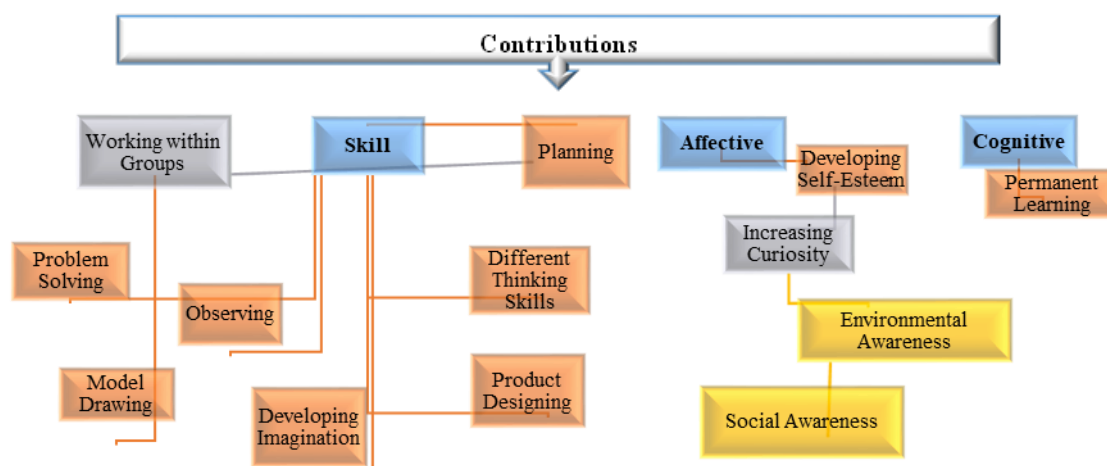 Contributions
Working within
Groups
Skill
Planning
Affective
Developing
Self-Esteem
Cognitive
Permanent
Learning
Increasing
Curiosity
Problem
Solving
Observing
Different
Thinking
Skills
Environmental
Awareness
Model
Drawing
Developing
Imagination
Product
Designing
Social Awareness